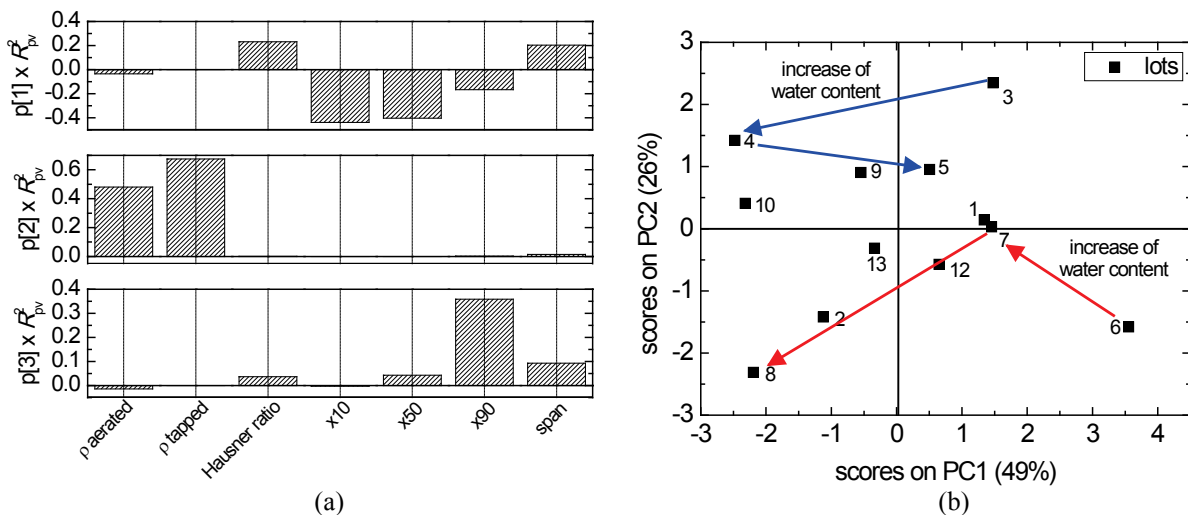 p[1] x R²pv
0.4
0.2
0.0
-0.2
-0.4
p[2] x R²pv
0.6
0.4
0.2
0.0
p[3] x R²pv
0.4
0.3
0.2
0.1
0.0
ρ aerated
ρ tapped
Hausner ratio
x10
x50
x90
span
(a)
scores on PC2 (26%)
3
2
1
0
-1
-2
-3
lots
increase of
water content
3
4
5
9
10
1
7
increase of
water content
13
12
2
6
8
-3
-2
-1
0
1
2
3
4
scores on PC1 (49%)
(b)